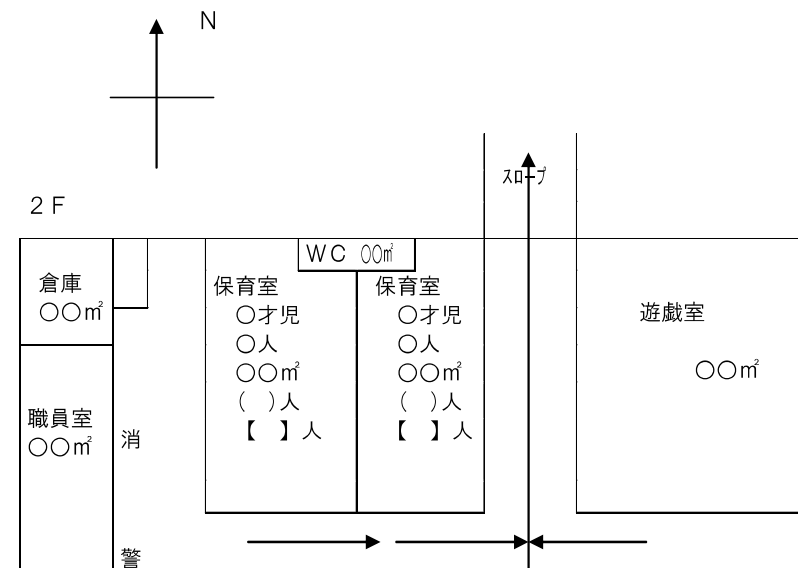 N
スロープ
2F
WC ○○㎡
倉庫
○○㎡
保育室
○才児
○人
○○㎡
( )人
【 】人
保育室
○才児
○人
○○㎡
( )人
【 】人
遊戯室
○○㎡
職員室
○○㎡
消
警